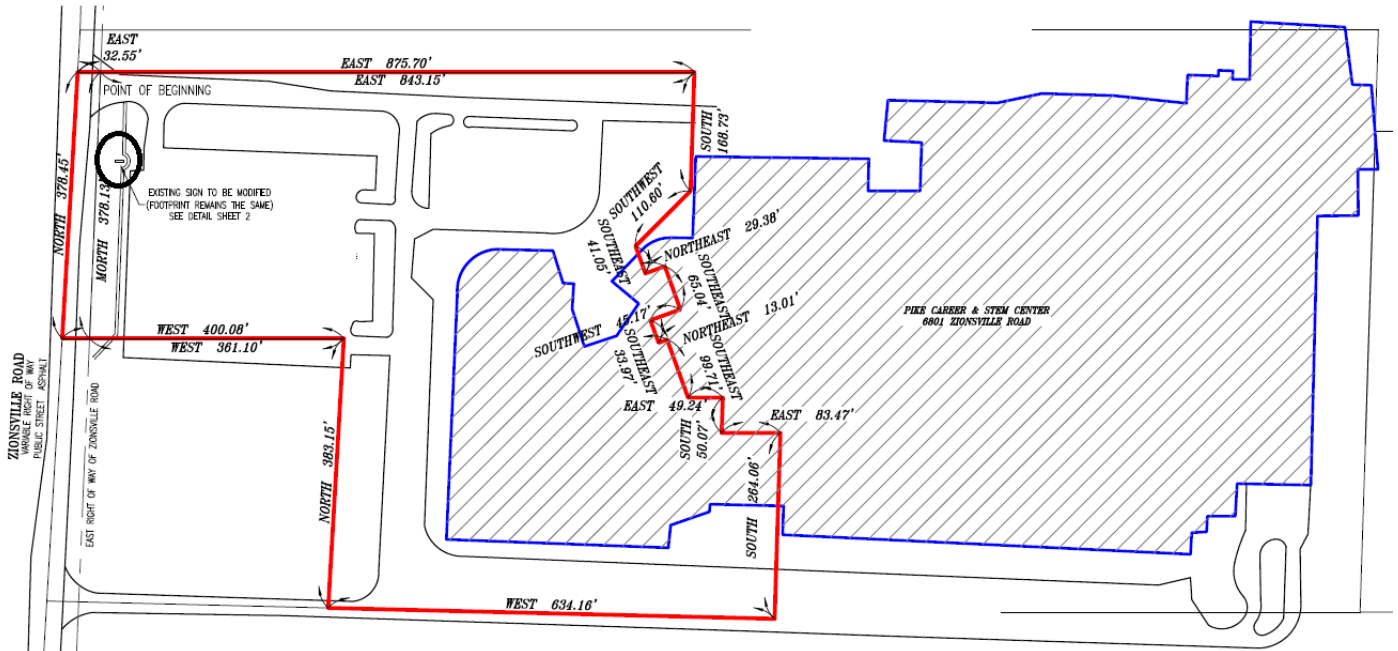 EAST
32.55'
EAST 875.70'
EAST 843.15'
POINT OF BEGINNING
SOUTH
168.73'
NORTH 378.45'
MORTH 378.13'
EXISTING SIGN TO BE MODIFIED
(FOOTPRINT REMAINS THE SAME)
SEE DETAIL SHEET 2
SOUTHWEST
110.60'
SOUTHEAST
41.05'
NORTHEAST 29.38'
SOUTHEAST
65.04'
SOUTHWEST 45.17'
NORTHEAST 13.01'
SOUTHEAST
33.97'
SOUTHEAST
99.71'
PIKE CAREER & STEM CENTER
6801 ZIONSVILLE ROAD
WEST 400.08'
WEST 361.10'
EAST 49.24'
EAST 83.47'
SOUTH
50.07'
ZIONSVILLE ROAD
VARIABLE RIGHT OF WAY
PUBLIC STREET ASPHALT
EAST RIGHT OF WAY OF ZIONSVILLE ROAD
NORTH 383.15'
SOUTH 264.06'
WEST 634.16'